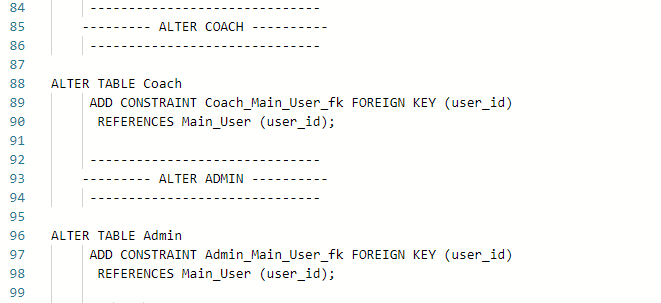 84 ------------------------------
85 --------- ALTER COACH ----------
86 ------------------------------
87
88 ALTER TABLE Coach
89 ADD CONSTRAINT Coach_Main_User_fk FOREIGN KEY (user_id)
90 REFERENCES Main_User (user_id);
91
92 ------------------------------
93 --------- ALTER ADMIN ----------
94 ------------------------------
95
96 ALTER TABLE Admin
97 ADD CONSTRAINT Admin_Main_User_fk FOREIGN KEY (user_id)
98 REFERENCES Main_User (user_id);
99